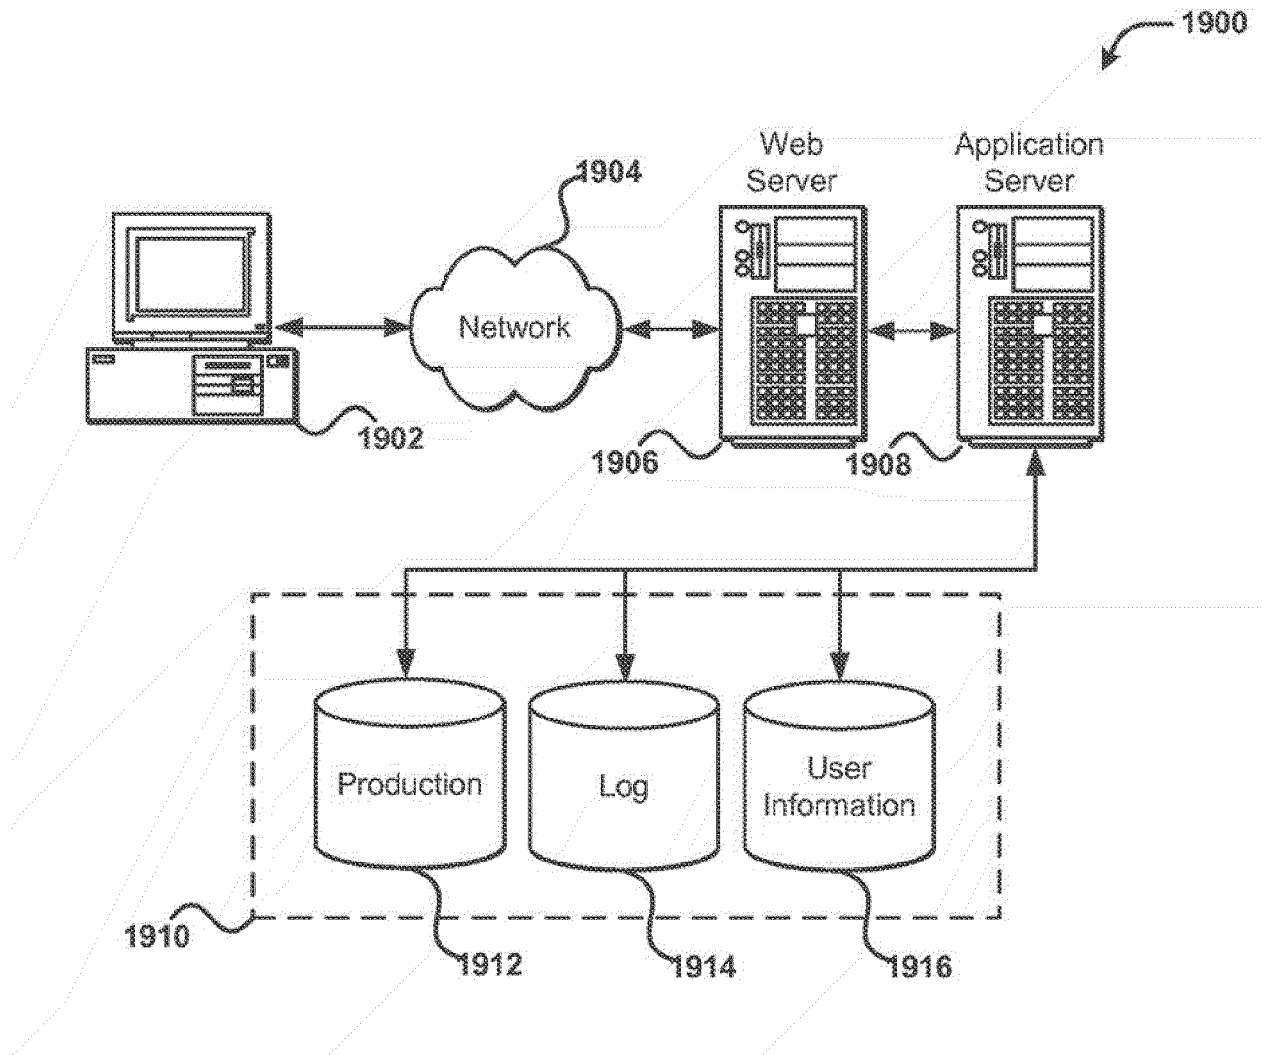 1900
Web
Server
Application
Server
1904
Network
1902
1906
1908
Production
Log
User
Information
1910
1912
1914
1916